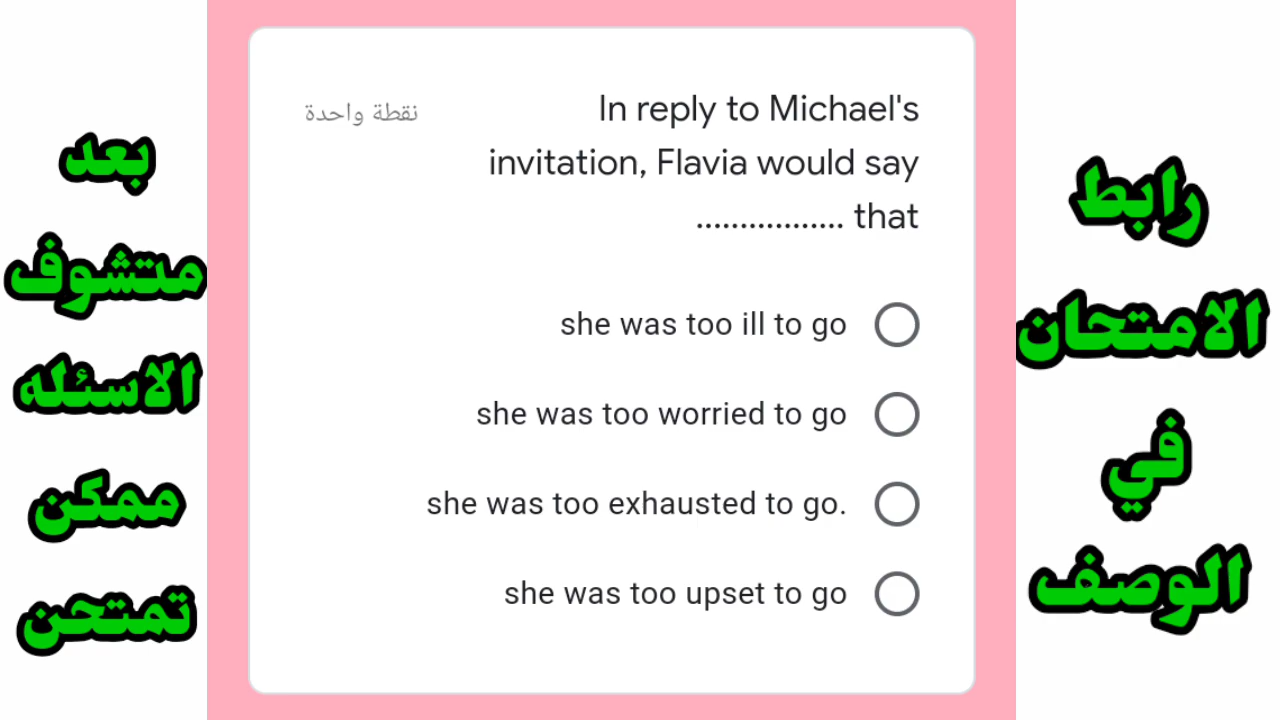 بعد
متشوف
الاسئله
ممكن
تمتحن
In reply to Michael's
نقطة واحدة
invitation, Flavia would say
................. that
she was too ill to go
she was too worried to go
she was too exhausted to go.
she was too upset to go
رابط
الامتحان
في
الوصف